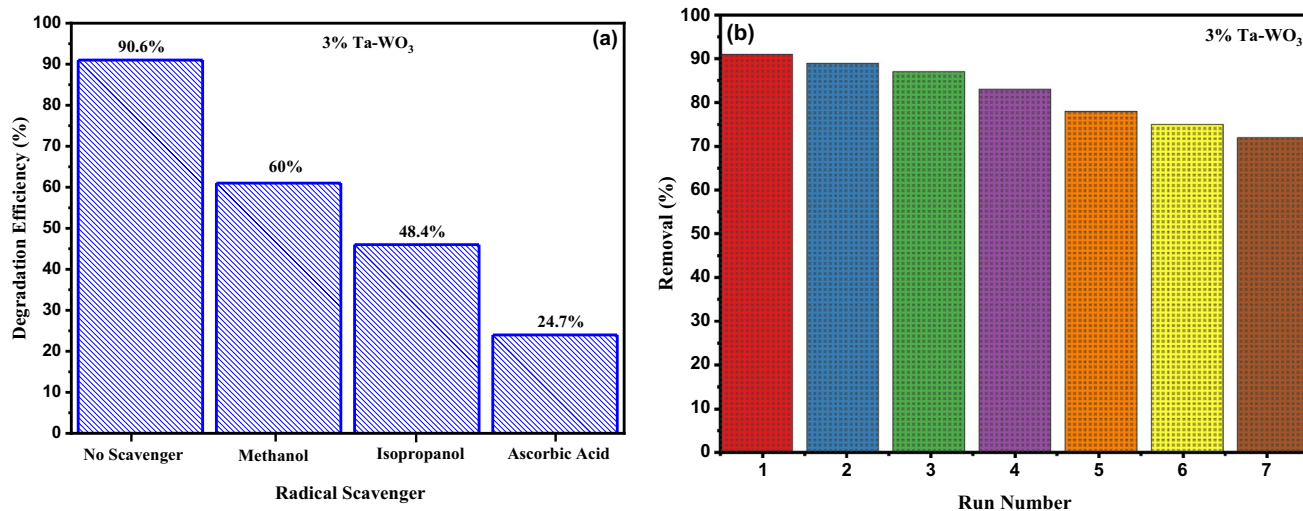 (a)
3% Ta-WO₃
90.6%
60%
48.4%
24.7%
100
90
80
70
60
50
40
30
20
10
0
Degradation Efficiency (%)
No Scavenger Methanol Isopropanol Ascorbic Acid
Radical Scavenger
(b)
3% Ta-WO₃
100
90
80
70
60
50
40
30
20
10
0
Removal (%)
1 2 3 4 5 6 7
Run Number